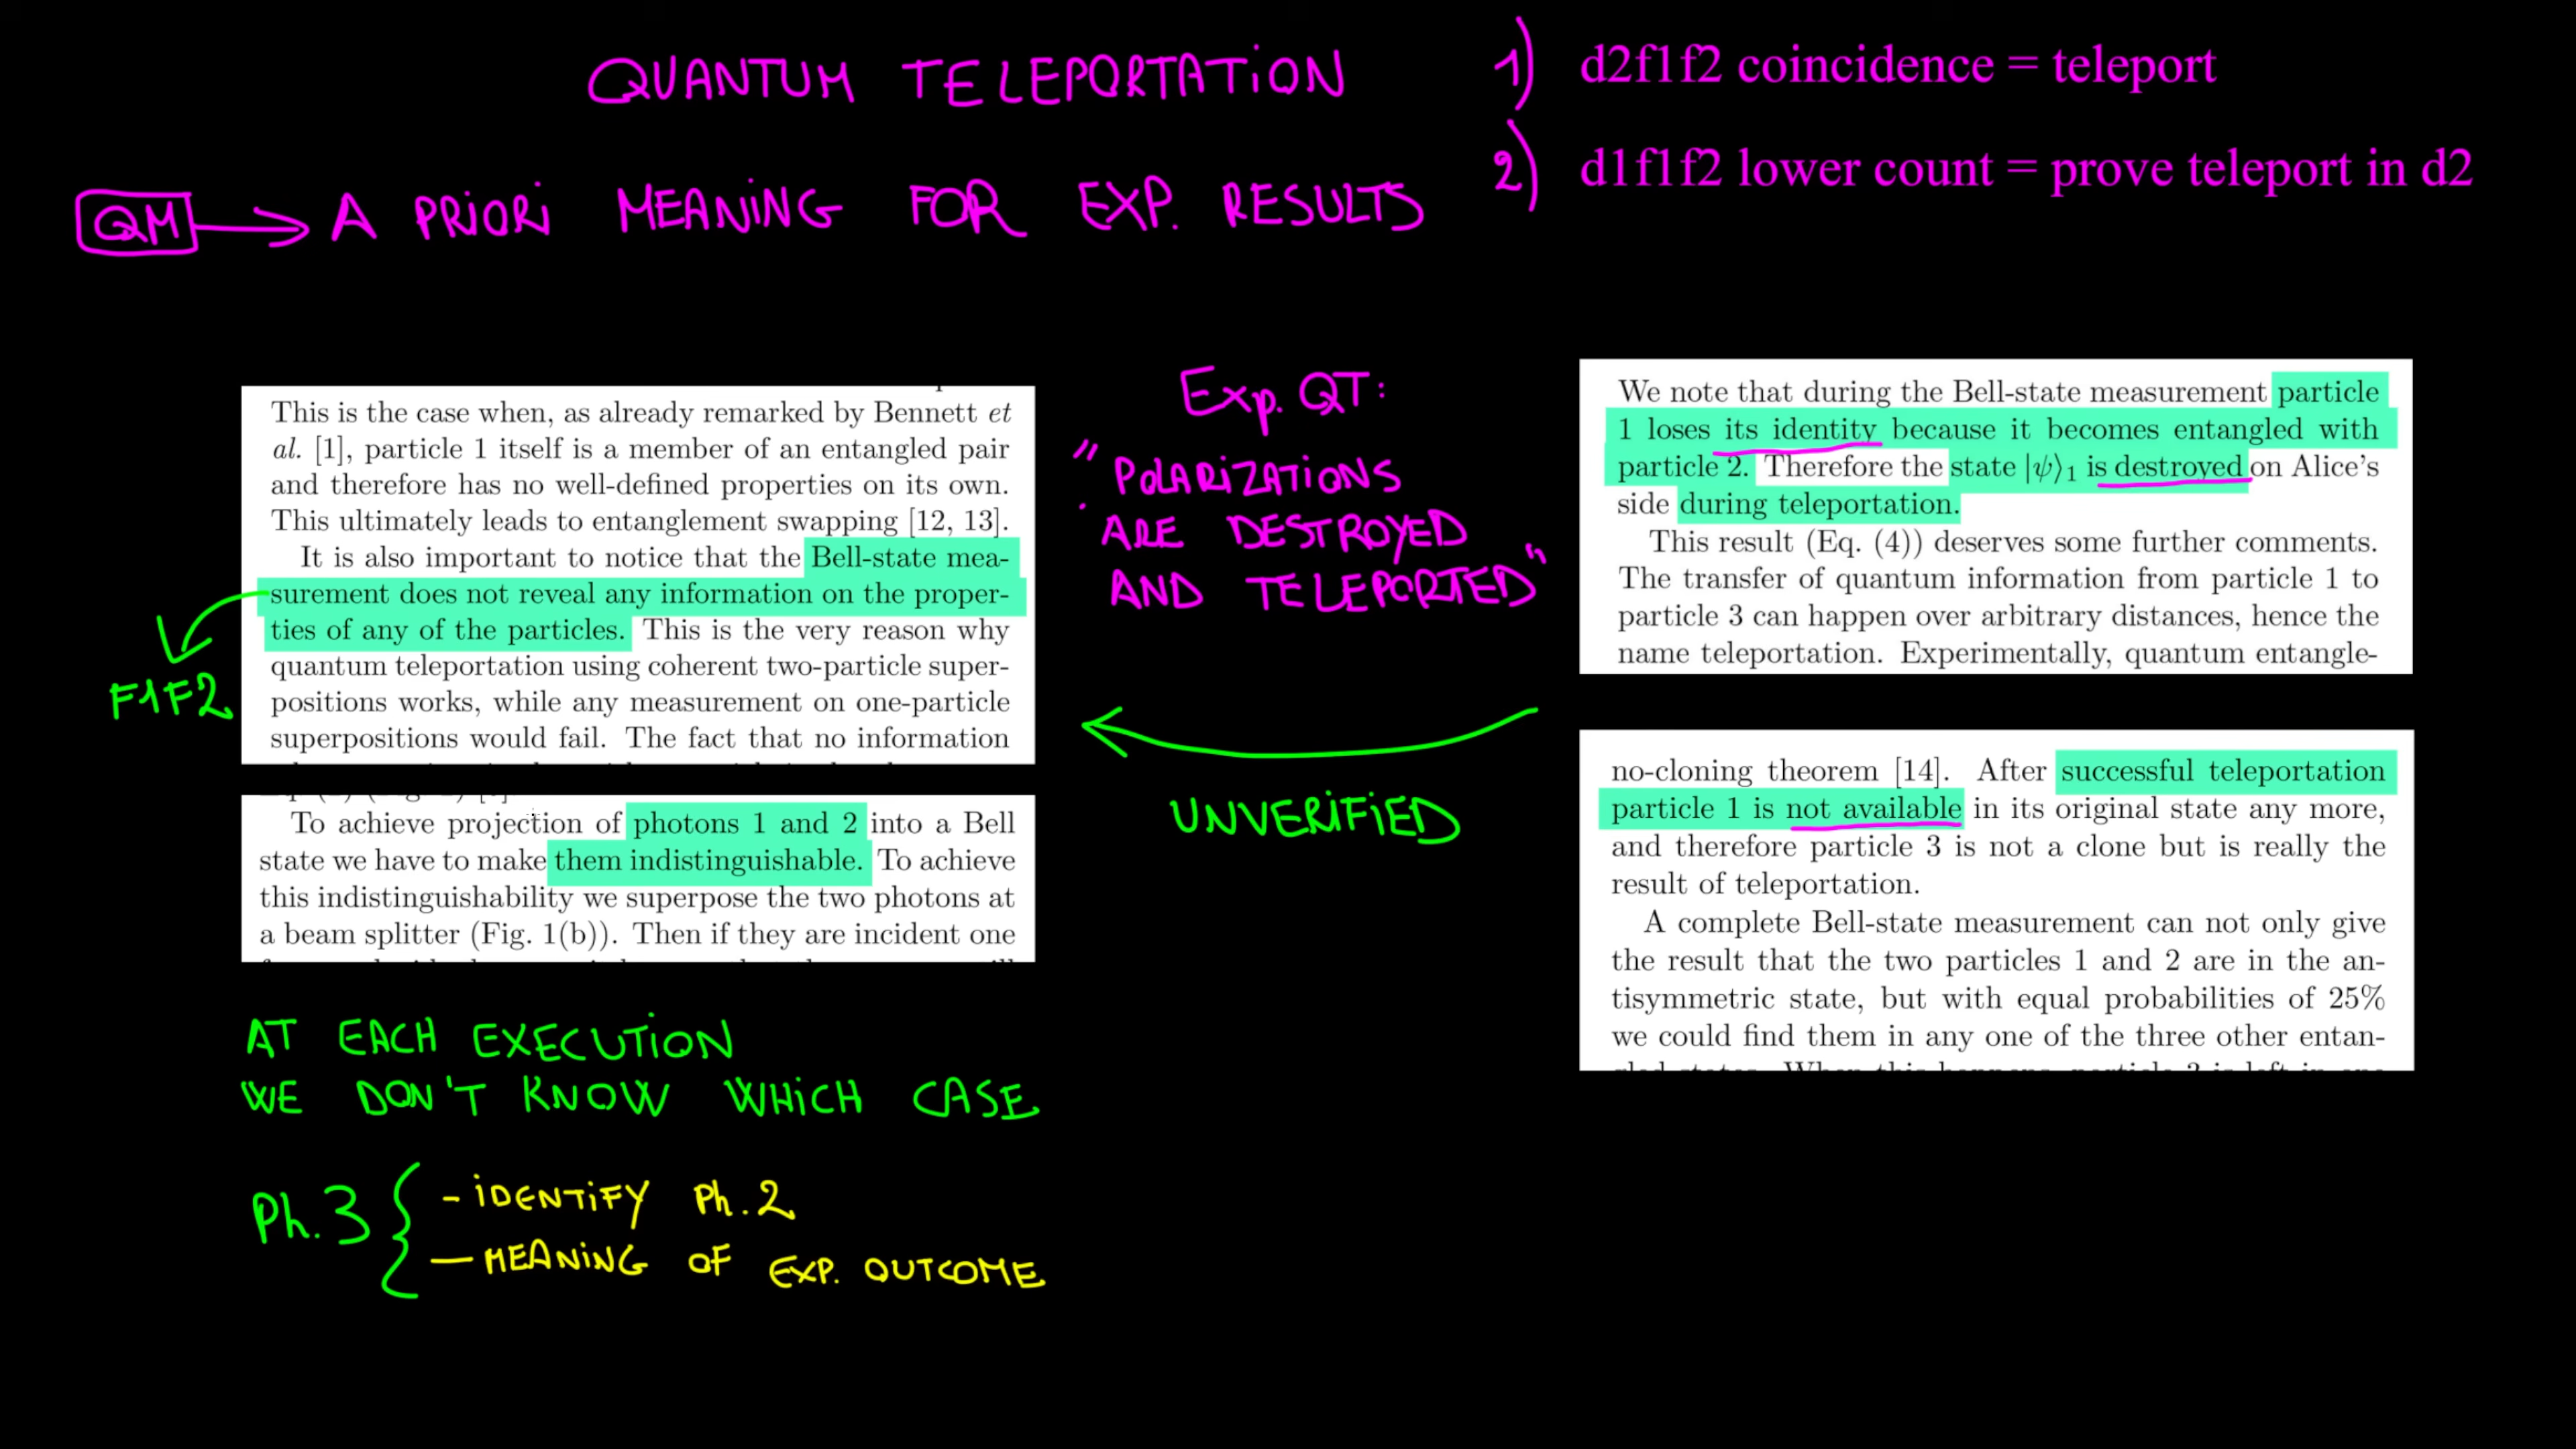 QUANTUM TELEPORTATION
1) d2f1f2 coincidence = teleport
2) d1f1f2 lower count = prove teleport in d2
QM → A PRiORi MEANiNG FOR EXP. RESULTS
This is the case when, as already remarked by Bennett et
al. [1], particle 1 itself is a member of an entangled pair
and therefore has no well-defined properties on its own.
This ultimately leads to entanglement swapping [12, 13].
It is also important to notice that the Bell-state mea-
surement does not reveal any information on the proper-
ties of any of the particles. This is the very reason why
quantum teleportation using coherent two-particle super-
positions works, while any measurement on one-particle
superpositions would fail. The fact that no information
F1F2
To achieve projection of photons 1 and 2 into a Bell
state we have to make them indistinguishable. To achieve
this indistinguishability we superpose the two photons at
a beam splitter (Fig. 1(b)). Then if they are incident one
AT EACH EXECUTiON
WE DON'T KNOW WHiCH CASE
Ph.3 { - iDENTiFY Ph.2
— MEANiNG OF EXP. OUTCOME
Exp. QT:
"POLARiZATiONS
ARE DESTROYED
AND TELEPORTED"
UNVERiFiED
We note that during the Bell-state measurement particle
1 loses its identity because it becomes entangled with
particle 2. Therefore the state |ψ⟩₁ is destroyed on Alice's
side during teleportation.
This result (Eq. (4)) deserves some further comments.
The transfer of quantum information from particle 1 to
particle 3 can happen over arbitrary distances, hence the
name teleportation. Experimentally, quantum entangle-
no-cloning theorem [14]. After successful teleportation
particle 1 is not available in its original state any more,
and therefore particle 3 is not a clone but is really the
result of teleportation.
A complete Bell-state measurement can not only give
the result that the two particles 1 and 2 are in the an-
tisymmetric state, but with equal probabilities of 25%
we could find them in any one of the three other entan-